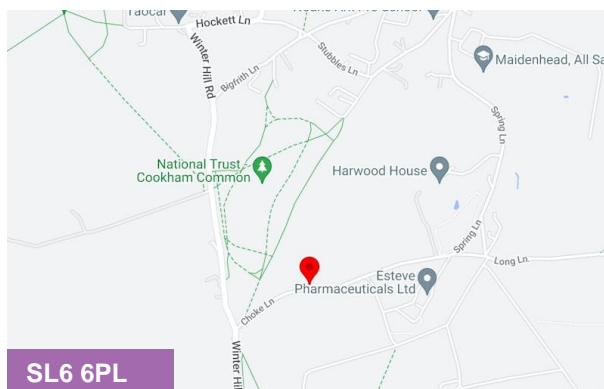 Hockett Ln
Stubbles Ln
Winter Hill Rd
Bigfrith Ln
Maidenhead, All Sa
Spring Ln
National Trust -
Cookham Common
Harwood House
Spring Ln
Long Ln
Esteve
Pharmaceuticals Ltd
Choke Ln
Winter Hi
SL6 6PL